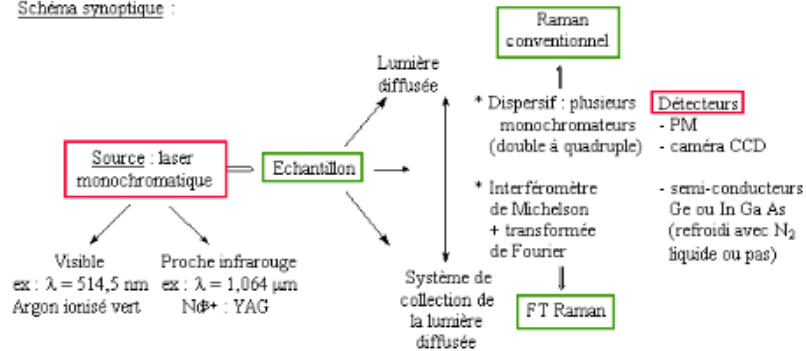 Schéma synoptique :
Raman
conventionnel
Lumière
diffusée
* Dispersif : plusieurs
monochromateurs
(double à quadruple)
Détecteurs
- PM
- caméra CCD
Source : laser
monochromatique
Echantillon
* Interféromètre
de Michelson
+ transformée
de Fourier
- semi-conducteurs
Ge ou In Ga As
(refroidi avec N₂
liquide ou pas)
Visible
ex : λ = 514,5 nm
Argon ionisé vert
Proche infrarouge
ex : λ = 1,064 µm
: YAG
Système de
collection de
la lumière
diffusée
FT Raman